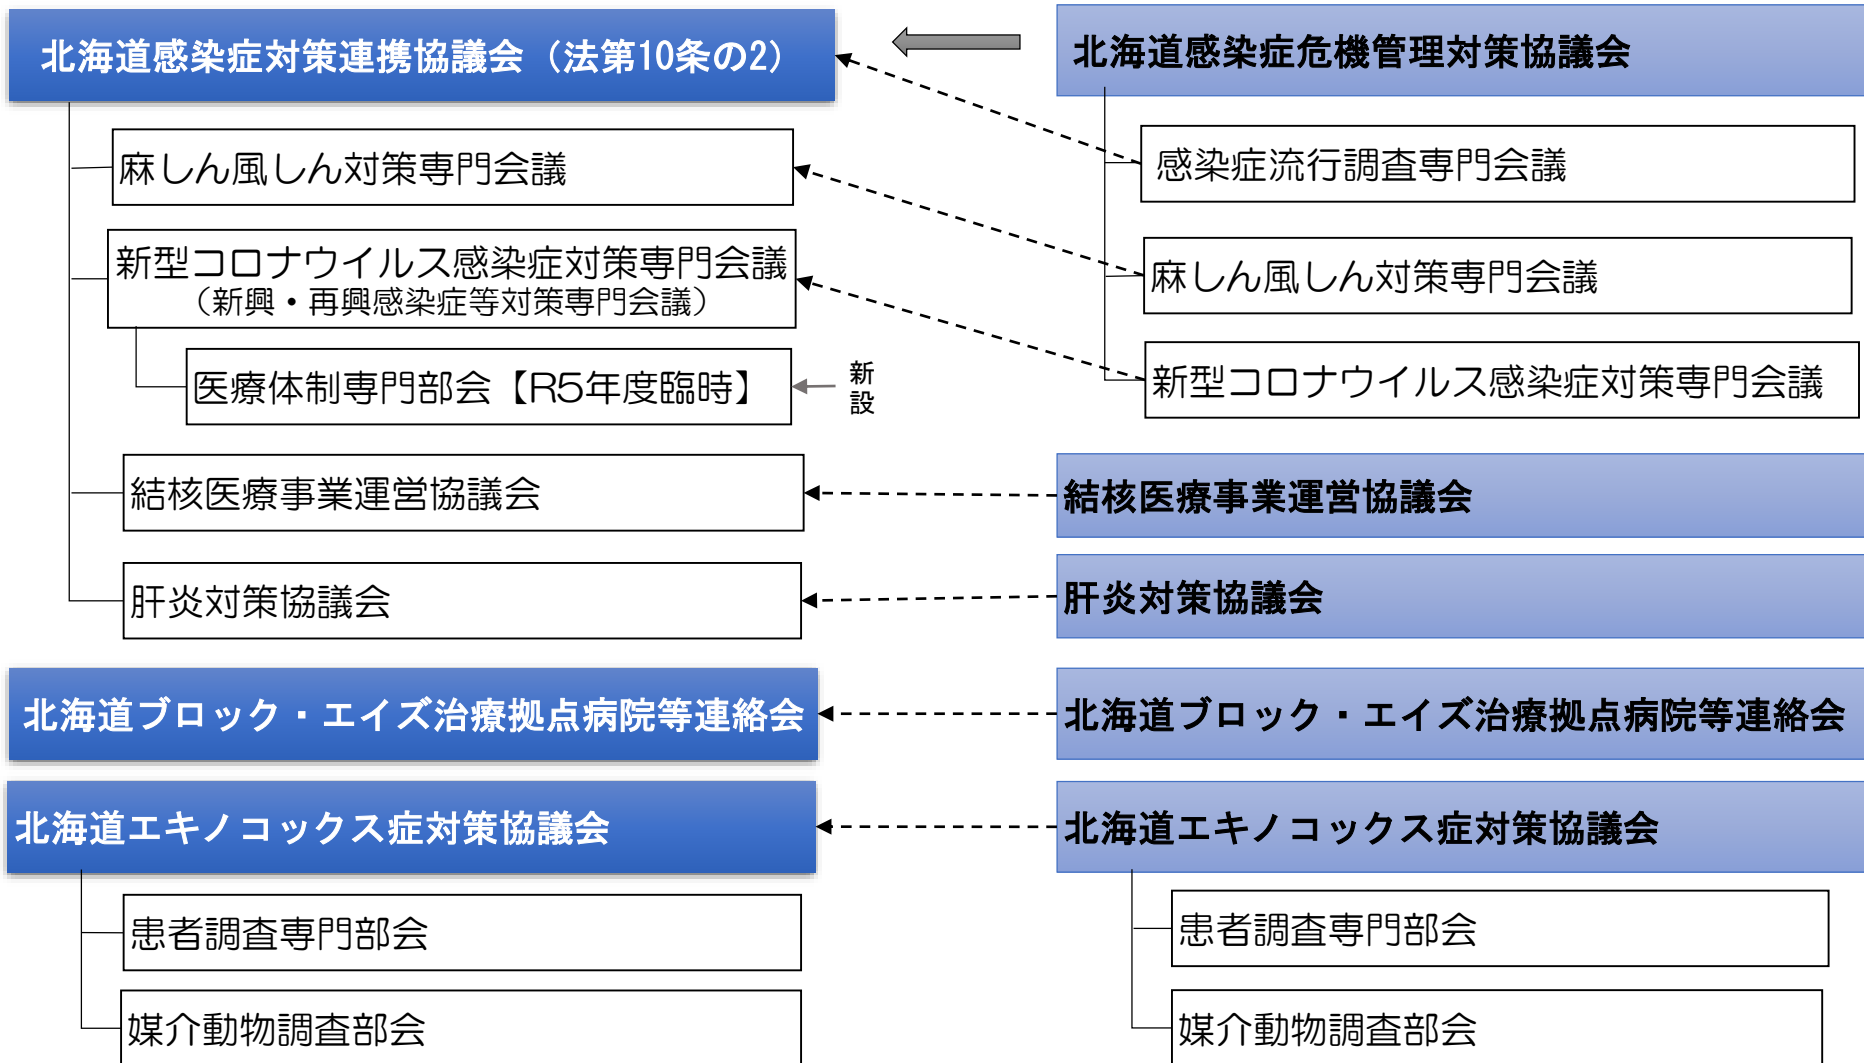 北海道感染症対策連携協議会（法第10条の2）
麻しん風しん対策専門会議
新型コロナウイルス感染症対策専門会議
（新興・再興感染症等対策専門会議）
医療体制専門部会【R5年度臨時】
新設
結核医療事業運営協議会
肝炎対策協議会
北海道ブロック・エイズ治療拠点病院等連絡会
北海道エキノコックス症対策協議会
患者調査専門部会
媒介動物調査部会
北海道感染症危機管理対策協議会
感染症流行調査専門会議
麻しん風しん対策専門会議
新型コロナウイルス感染症対策専門会議
結核医療事業運営協議会
肝炎対策協議会
北海道ブロック・エイズ治療拠点病院等連絡会
北海道エキノコックス症対策協議会
患者調査専門部会
媒介動物調査部会